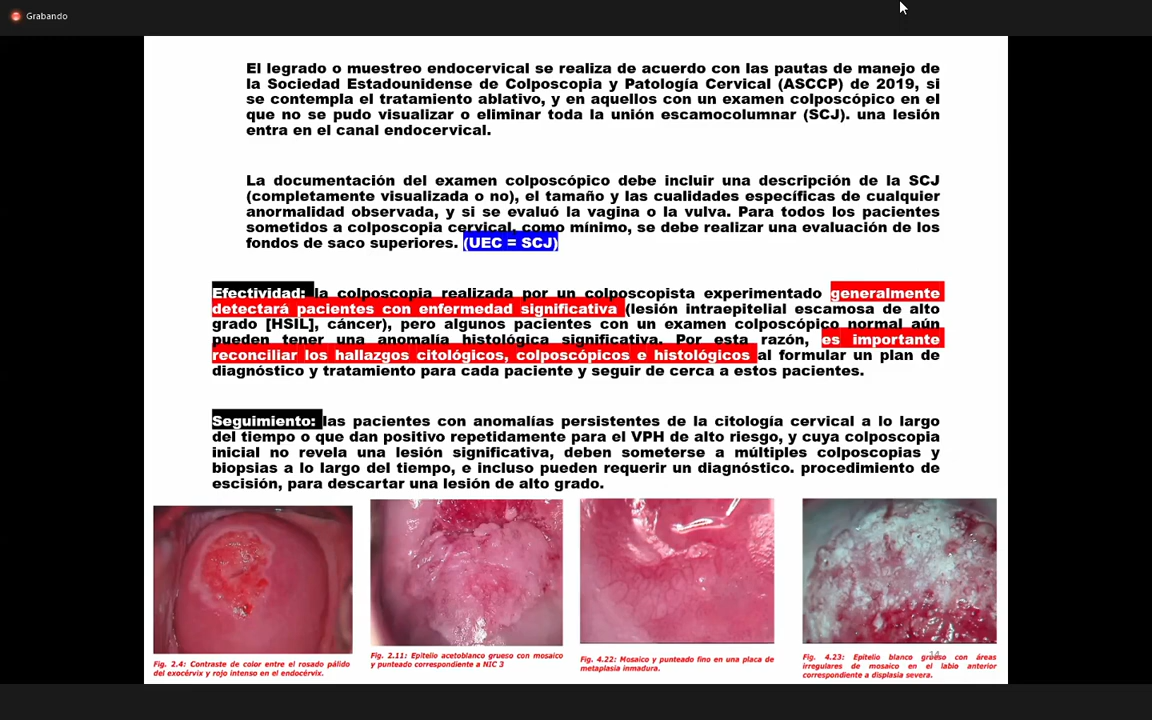 Grabando
El legrado o muestreo endocervical se realiza de acuerdo con las pautas de manejo de
la Sociedad Estadounidense de Colposcopia y Patología Cervical (ASCCP) de 2019, si
se contempla el tratamiento ablativo, y en aquellos con un examen colposcópico en el
que no se pudo visualizar o eliminar toda la unión escamocolumnar (SCJ). una lesión
entra en el canal endocervical.
La documentación del examen colposcópico debe incluir una descripción de la SCJ
(completamente visualizada o no), el tamaño y las cualidades específicas de cualquier
anormalidad observada, y si se evaluó la vagina o la vulva. Para todos los pacientes
sometidos a colposcopia cervical, como mínimo, se debe realizar una evaluación de los
fondos de saco superiores. (UEC = SCJ)
Efectividad: la colposcopia realizada por un colposcopista experimentado generalmente
detectará pacientes con enfermedad significativa (lesión intraepitelial escamosa de alto
grado [HSIL], cáncer), pero algunos pacientes con un examen colposcópico normal aún
pueden tener una anomalía histológica significativa. Por esta razón, es importante
reconciliar los hallazgos citológicos, colposcópicos e histológicos al formular un plan de
diagnóstico y tratamiento para cada paciente y seguir de cerca a estos pacientes.
Seguimiento: las pacientes con anomalías persistentes de la citología cervical a lo largo
del tiempo o que dan positivo repetidamente para el VPH de alto riesgo, y cuya colposcopia
inicial no revela una lesión significativa, deben someterse a múltiples colposcopias y
biopsias a lo largo del tiempo, e incluso pueden requerir un diagnóstico. procedimiento de
escisión, para descartar una lesión de alto grado.
Fig. 2.4: Contraste de color entre el rosado pálido
del exocérvix y rojo intenso en el endocérvix.
Fig. 2.11: Epitelio acetoblanco grueso con mosaico
y punteado correspondiente a NIC 3
Fig. 4.22: Mosaico y punteado fino en una placa de
metaplasia inmadura.
Fig. 4.23: Epitelio blanco grueso con áreas
irregulares de mosaico en el labio anterior
correspondiente a displasia severa.
14